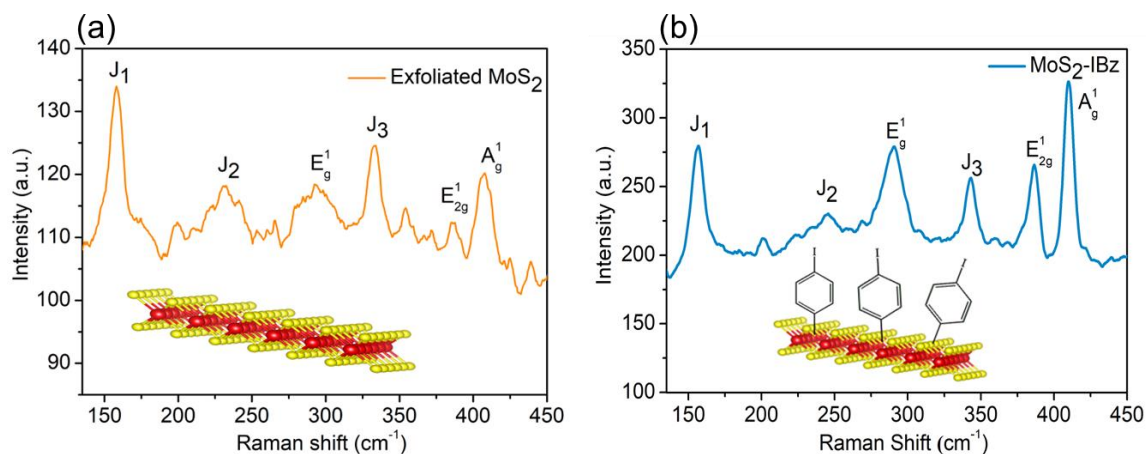 (a)
Exfoliated MoS₂
J₁
J₂
E¹g
J₃
E¹2g
A¹g
140
130
120
110
100
90
Intensity (a.u.)
150 200 250 300 350 400 450
Raman shift (cm⁻¹)
(b)
MoS₂-IBz
J₁
J₂
E¹g
J₃
E¹2g
A¹g
I
I
I
350
300
250
200
150
100
Intensity (a.u.)
150 200 250 300 350 400 450
Raman Shift (cm⁻¹)